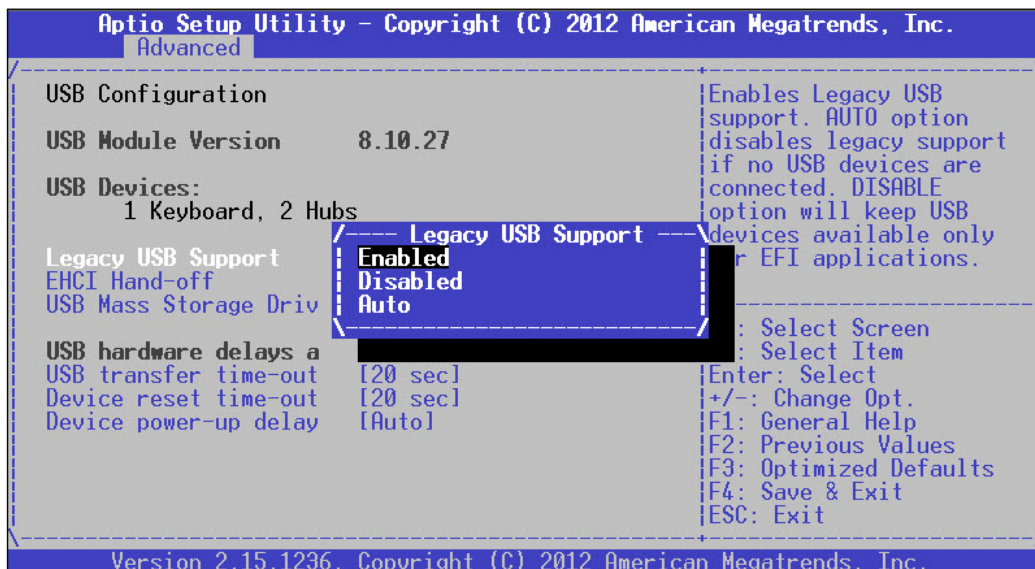 Aptio Setup Utility - Copyright (C) 2012 American Megatrends, Inc.
Advanced
USB Configuration
USB Module Version 8.10.27
USB Devices:
1 Keyboard, 2 Hubs
Legacy USB Support
EHCI Hand-off
USB Mass Storage Driv
USB hardware delays a
USB transfer time-out [20 sec]
Device reset time-out [20 sec]
Device power-up delay [Auto]
Legacy USB Support
Enabled
Disabled
Auto
Enables Legacy USB
support. AUTO option
disables legacy support
if no USB devices are
connected. DISABLE
option will keep USB
devices available only
r EFI applications.
: Select Screen
: Select Item
Enter: Select
+/-: Change Opt.
F1: General Help
F2: Previous Values
F3: Optimized Defaults
F4: Save & Exit
ESC: Exit
Version 2.15.1236. Copyright (C) 2012 American Megatrends, Inc.